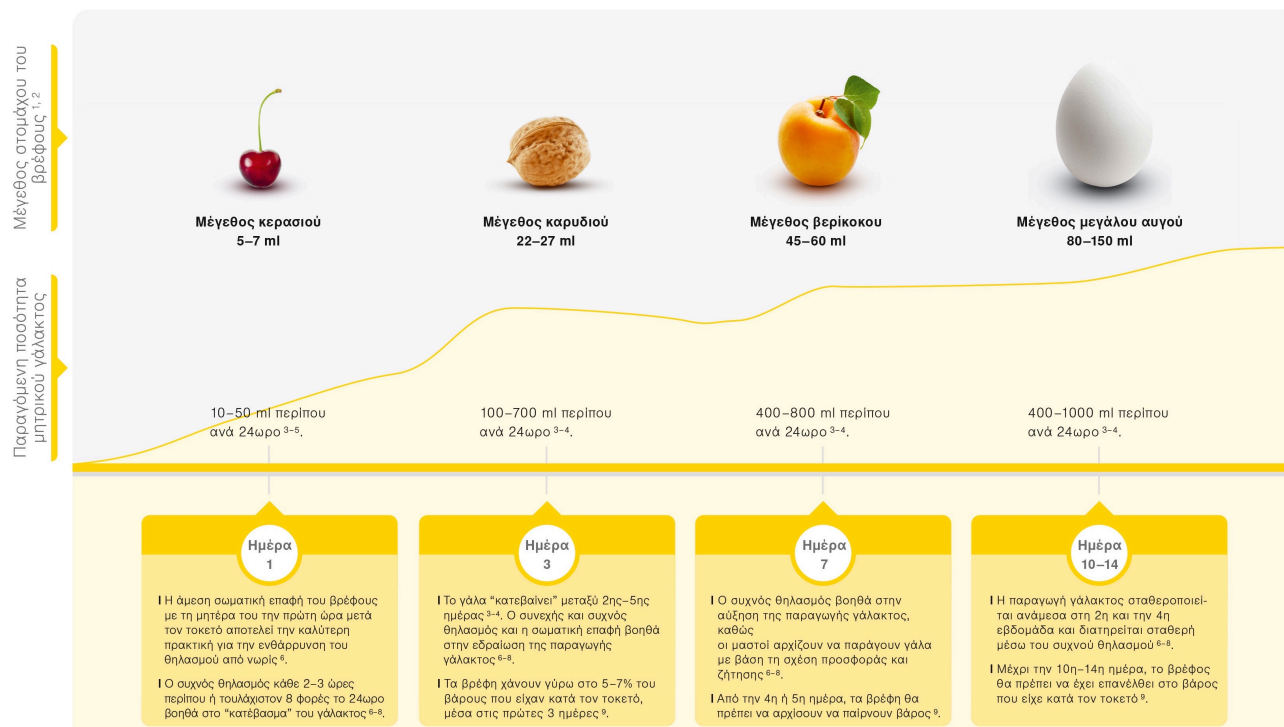 Μέγεθος στομάχου του
βρέφους 1, 2
Μέγεθος κερασιού
5–7 ml
Μέγεθος καρυδιού
22–27 ml
Μέγεθος βερίκοκου
45–60 ml
Μέγεθος μεγάλου αυγού
80–150 ml
Παραγόμενη ποσότητα
μητρικού γάλακτος
10–50 ml περίπου
ανά 24ωρο 3–5.
100–700 ml περίπου
ανά 24ωρο 3–4.
400–800 ml περίπου
ανά 24ωρο 3–4.
400–1000 ml περίπου
ανά 24ωρο 3–4.
Ημέρα
1
I Η άμεση σωματική επαφή του βρέφους
με τη μητέρα του την πρώτη ώρα μετά
τον τοκετό αποτελεί την καλύτερη
πρακτική για την ενθάρρυνση του
θηλασμού από νωρίς 6.
I Ο συχνός θηλασμός κάθε 2–3 ώρες
περίπου ή τουλάχιστον 8 φορές το 24ωρο
βοηθά στο “κατέβασμα” του γάλακτος 6–8.
Ημέρα
3
I Το γάλα “κατεβαίνει” μεταξύ 2ης–5ης
ημέρας 3–4. Ο συνεχής και συχνός
θηλασμός και η σωματική επαφή βοηθά
στην εδραίωση της παραγωγής
γάλακτος 6–8.
I Τα βρέφη χάνουν γύρω στο 5–7% του
βάρους που είχαν κατά τον τοκετό,
μέσα στις πρώτες 3 ημέρες 9.
Ημέρα
7
I Ο συχνός θηλασμός βοηθά στην
αύξηση της παραγωγής γάλακτος,
καθώς
οι μαστοί αρχίζουν να παράγουν γάλα
με βάση τη σχέση προσφοράς και
ζήτησης 6–8.
I Από την 4η ή 5η ημέρα, τα βρέφη θα
πρέπει να αρχίσουν να παίρνουν βάρος 9.
Ημέρα
10–14
I Η παραγωγή γάλακτος σταθεροποιεί-
ται ανάμεσα στη 2η και την 4η
εβδομάδα και διατηρείται σταθερή
μέσω του συχνού θηλασμού 6–8.
I Μέχρι την 10η–14η ημέρα, το βρέφος
θα πρέπει να έχει επανέλθει στο βάρος
που είχε κατά τον τοκετό 9.